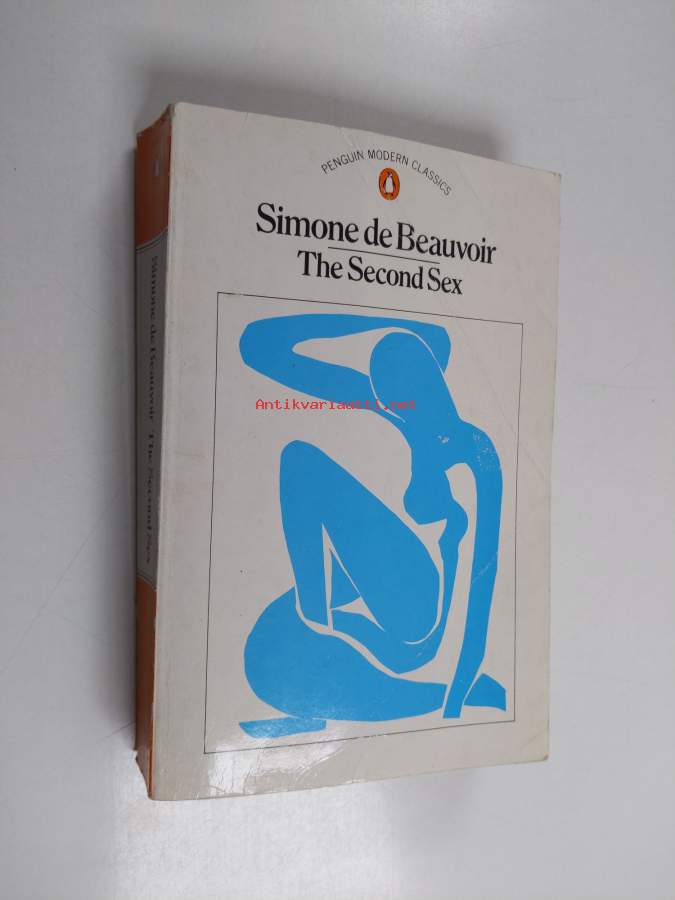 PENGUIN MODERN CLASSICS
Simone de Beauvoir
The Second Sex
Antikvariaatti.net
Simone de Beauvoir The Second Sex